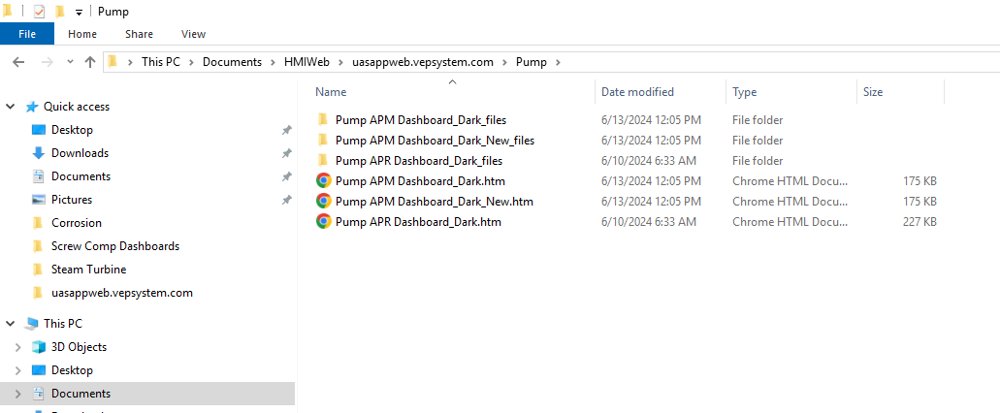 Pump
File Home Share View
This PC Documents HMIWeb uasappweb.vepsystem.com Pump
Name Date modified Type Size
Quick access
Desktop
Downloads
Documents
Pictures
Corrosion
Screw Comp Dashboards
Steam Turbine
uasappweb.vepsystem.com
This PC
3D Objects
Desktop
Documents
Pump APM Dashboard_Dark_files 6/13/2024 12:05 PM File folder
Pump APM Dashboard_Dark_New_files 6/13/2024 12:05 PM File folder
Pump APR Dashboard_Dark_files 6/10/2024 6:33 AM File folder
Pump APM Dashboard_Dark.htm 6/13/2024 12:05 PM Chrome HTML Docu... 175 KB
Pump APM Dashboard_Dark_New.htm 6/13/2024 12:05 PM Chrome HTML Docu... 175 KB
Pump APR Dashboard_Dark.htm 6/10/2024 6:33 AM Chrome HTML Docu... 227 KB